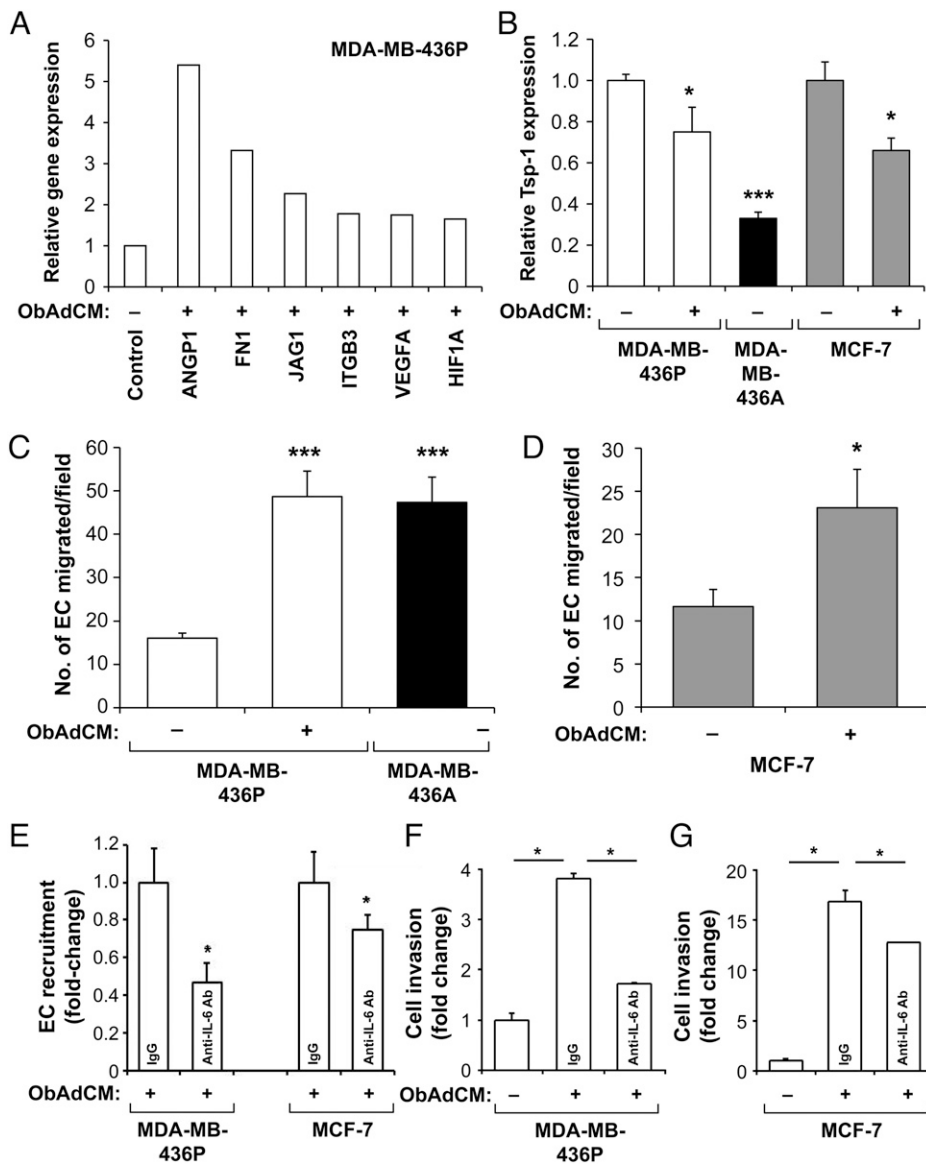 A
MDA-MB-436P
Relative gene expression
6
5
4
3
2
1
0
ObAdCM: – + + + + + +
Control
ANGP1
FN1
JAG1
ITGB3
VEGFA
HIF1A
B
Relative Tsp-1 expression
1.2
1.0
0.8
0.6
0.4
0.2
0
*
***
*
ObAdCM: – + – – +
MDA-MB-
436P
MDA-
MB-
436A
MCF-7
C
No. of EC migrated/field
60
50
40
30
20
10
0
***
***
ObAdCM: – + –
MDA-MB-
436P
MDA-MB-
436A
D
No. of EC migrated/field
30
25
20
15
10
5
0
*
ObAdCM: – +
MCF-7
E
EC recruitment
(fold-change)
1.2
1.0
0.8
0.6
0.4
0.2
0
*
*
IgG
Anti-IL-6 Ab
IgG
Anti-IL-6 Ab
ObAdCM: + + + +
MDA-MB-
436P
MCF-7
F
Cell invasion
(fold change)
4
2
0
*
*
IgG
Anti-IL-6 Ab
ObAdCM: – + +
MDA-MB-
436P
G
Cell invasion
(fold change)
20
15
10
5
0
*
*
IgG
Anti-IL-6 Ab
ObAdCM: – + +
MCF-7